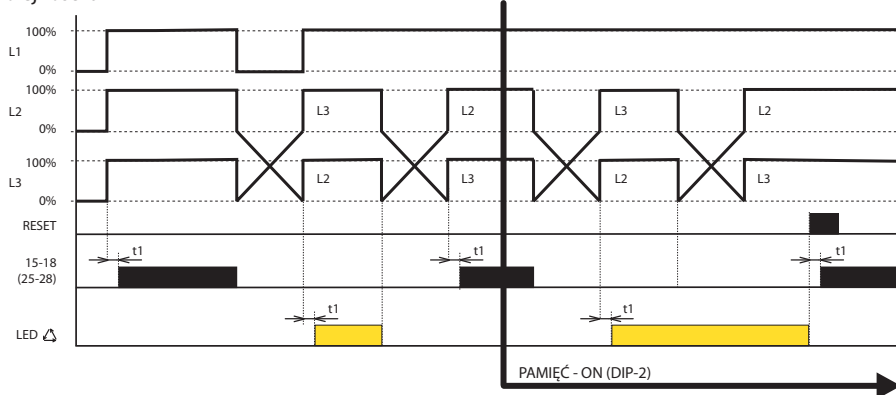 100%
L1
0%
100%
L2
0%
100%
L3
0%
L3
L2
L3
L2
L2
L3
L2
L3
RESET
t1
t1
t1
15-18
(25-28)
t1
t1
LED
PAMIĘĆ - ON (DIP-2)